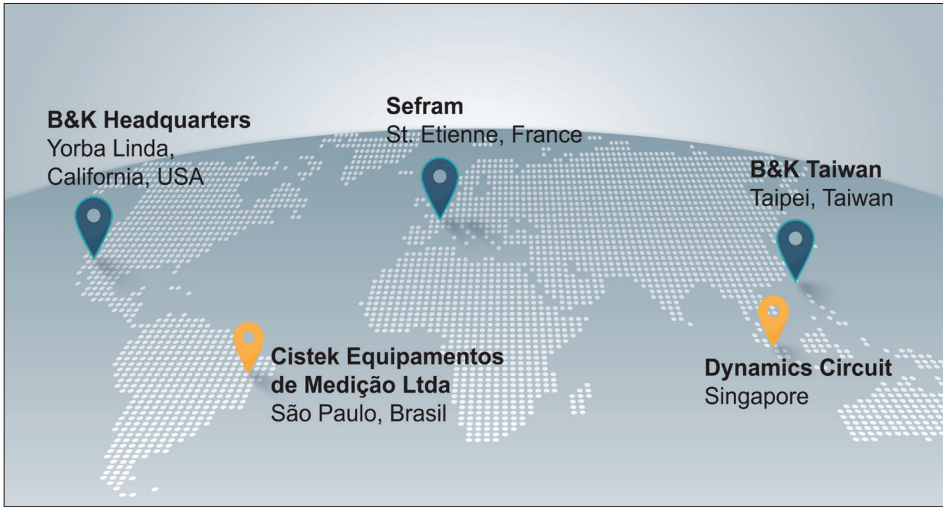 B&K Headquarters
Yorba Linda,
California, USA
Sefram
St. Etienne, France
B&K Taiwan
Taipei, Taiwan
Cistek Equipamentos
de Medição Ltda
São Paulo, Brasil
Dynamics Circuit
Singapore